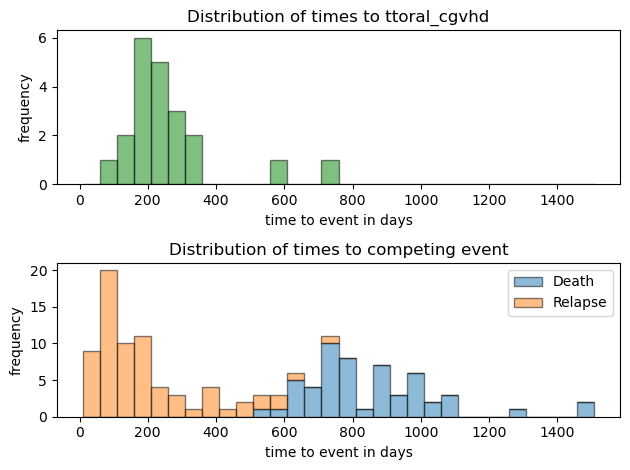 Distribution of times to ttoral_cgvhd
frequency
6
4
2
0
0 200 400 600 800 1000 1200 1400
time to event in days
Distribution of times to competing event
frequency
20
15
10
5
0
Death
Relapse
0 200 400 600 800 1000 1200 1400
time to event in days